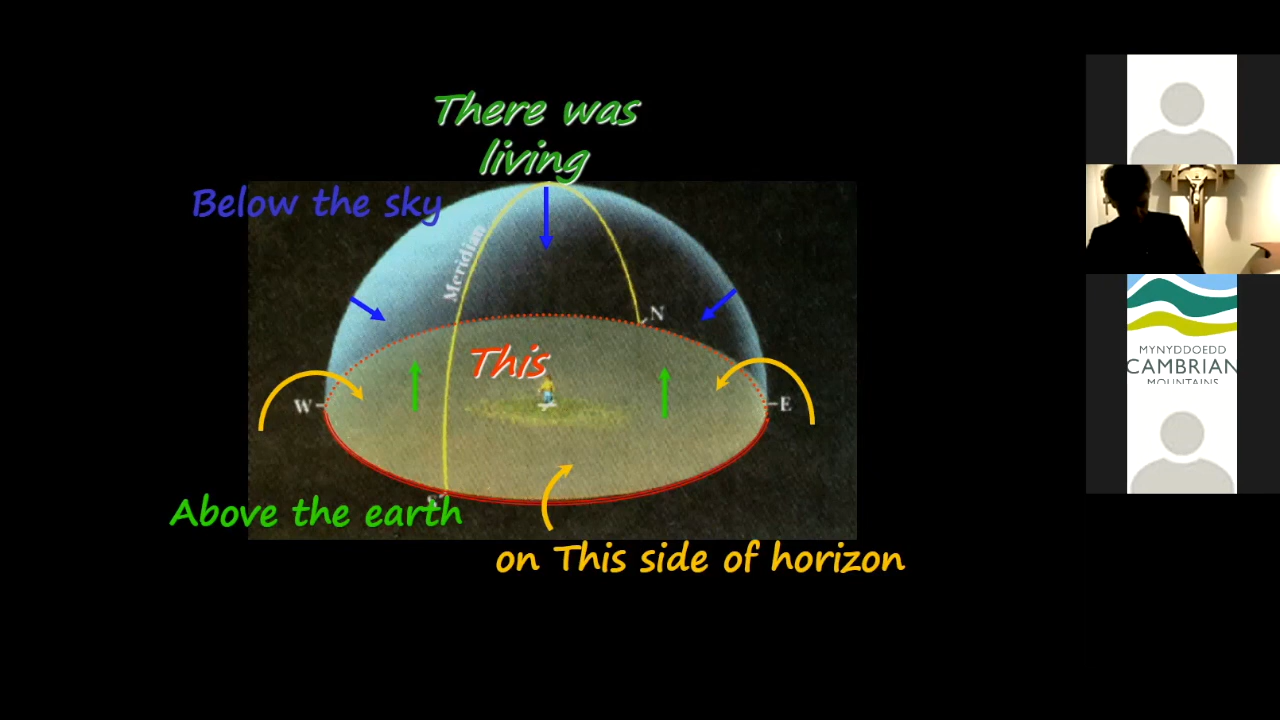 There was
living
Below the sky
Meridian
N
This
W
E
S
Above the earth
on This side of horizon
MYNYDDOEDD
CAMBRIAN
MOUNTAINS